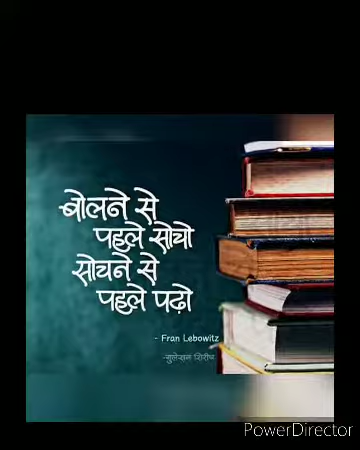 बोलने से
पहले सोचो
सोचने से
पहले पढ़ो
- Fran Lebowitz
PowerDirector